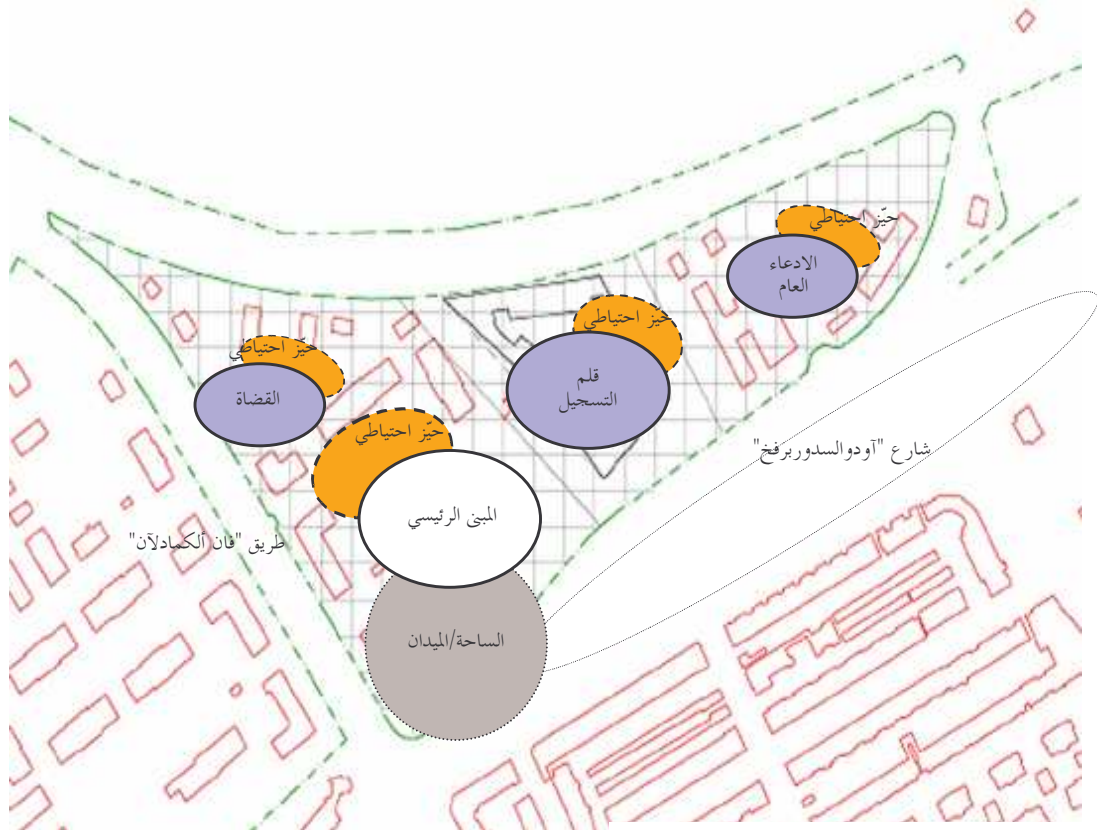 حيّز احتياطي
الادعاء
العام
حيّز احتياطي
قلم
التسجيل
حيّز احتياطي
القضاة
حيّز احتياطي
شارع "آودوالسدوربرفخ"
المبنى الرئيسي
طريق "فان ألكمادلآن"
الساحة/الميدان